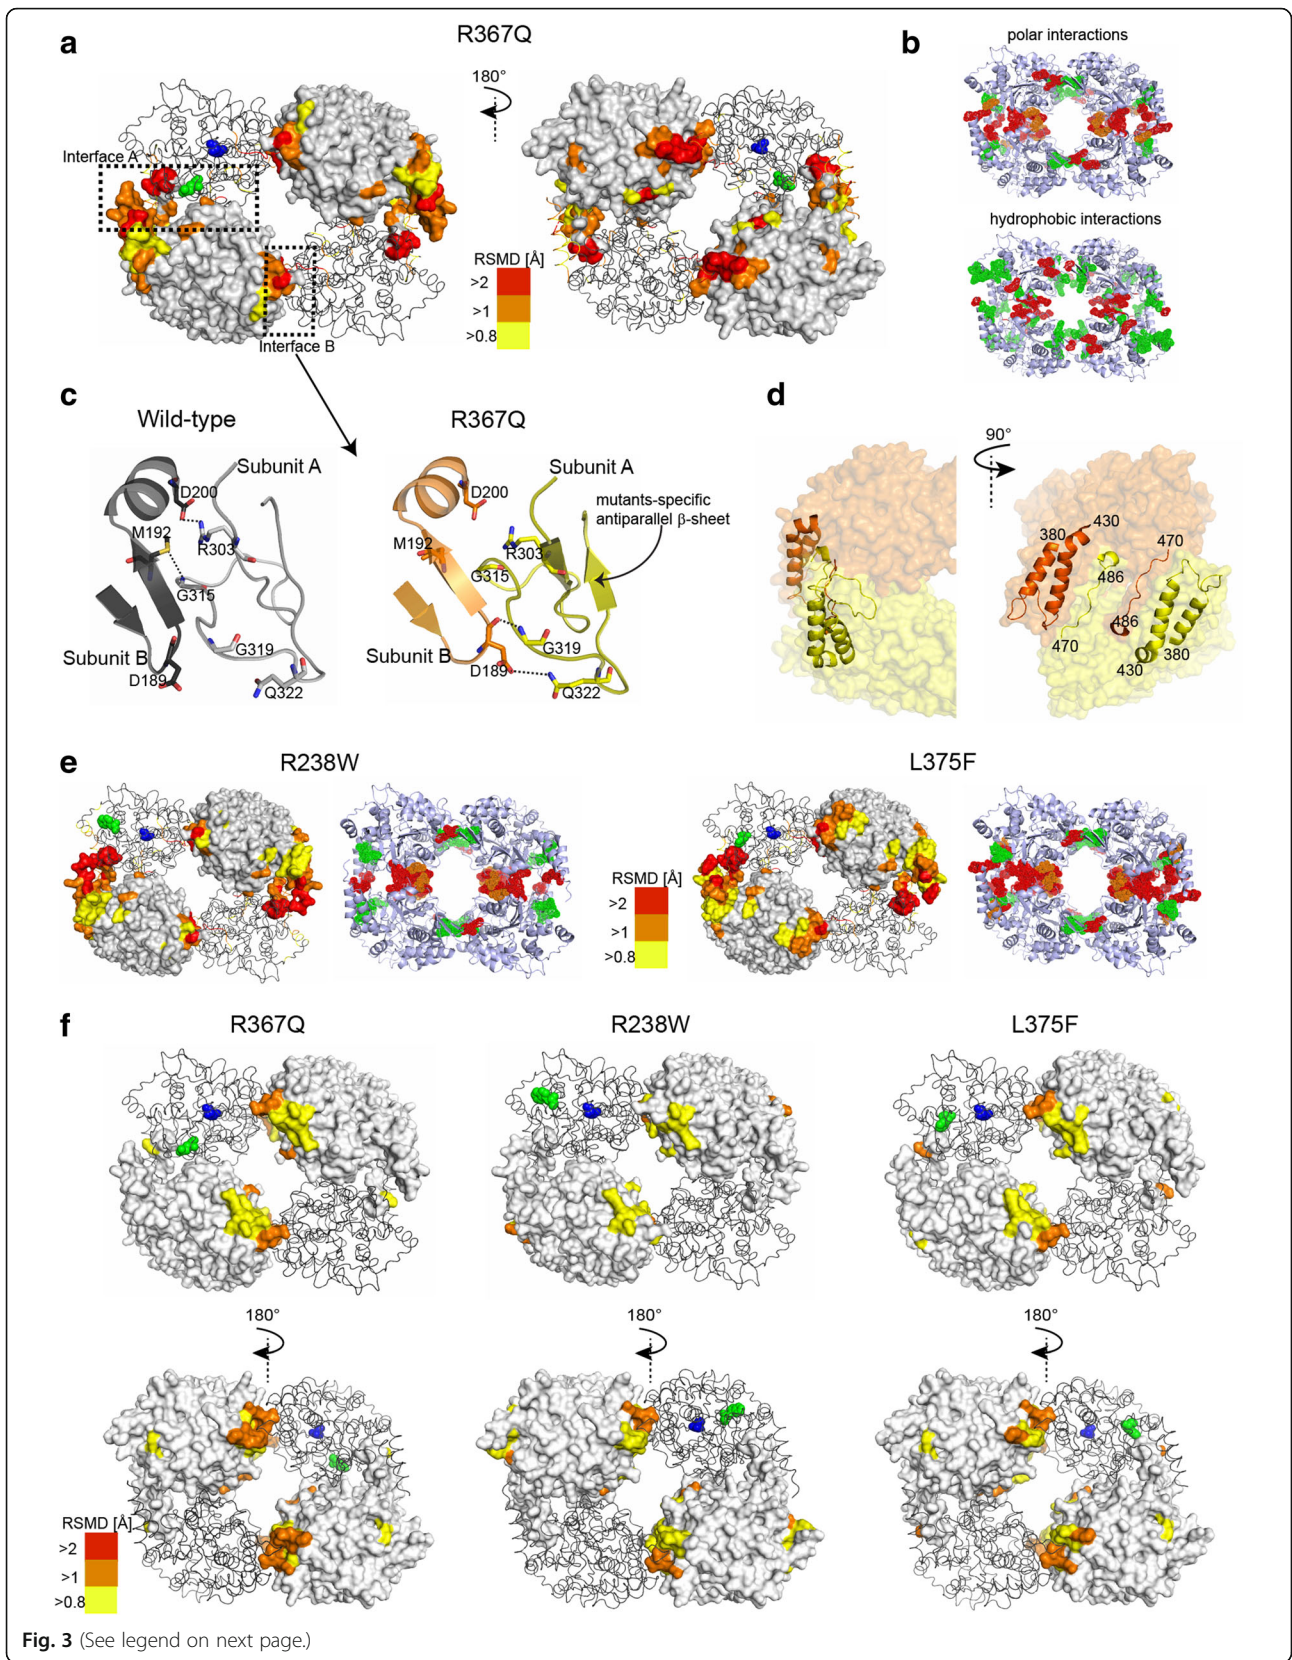 a
R367Q
180°
Interface A
Interface B
RSMD [Å]
>2
>1
>0.8
b
polar interactions
hydrophobic interactions
c
Wild-type
Subunit A
D200
M192
R303
G315
G319
Subunit B
D189
Q322
R367Q
Subunit A
D200
mutants-specific
antiparallel β-sheet
M192
R303
G315
G319
Subunit B
D189
Q322
d
90°
430
380
470
486
486
470
430
380
e
R238W
L375F
RSMD [Å]
>2
>1
>0.8
f
R367Q
R238W
L375F
180°
180°
180°
RSMD [Å]
>2
>1
>0.8
Fig. 3 (See legend on next page.)